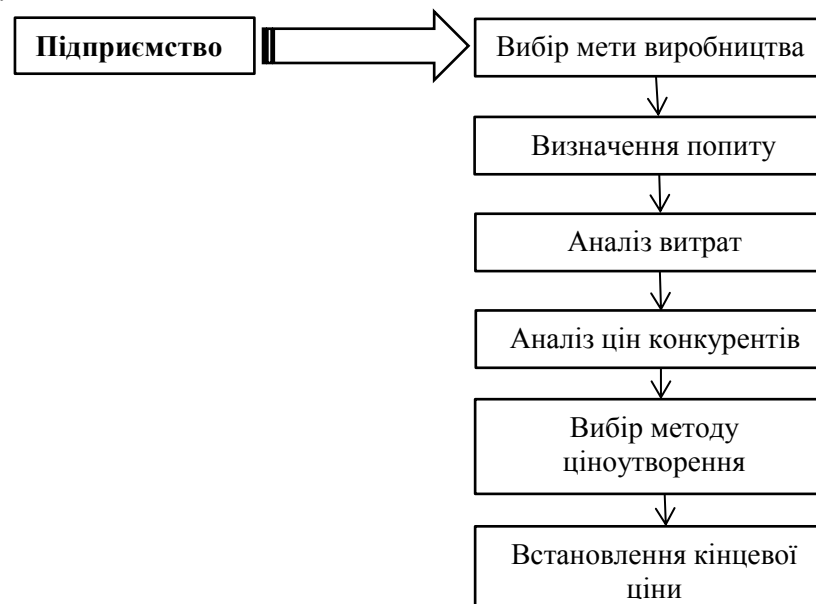 Підприємство
Вибір мети виробництва
Визначення попиту
Аналіз витрат
Аналіз цін конкурентів
Вибір методу
ціноутворення
Встановлення кінцевої
ціни